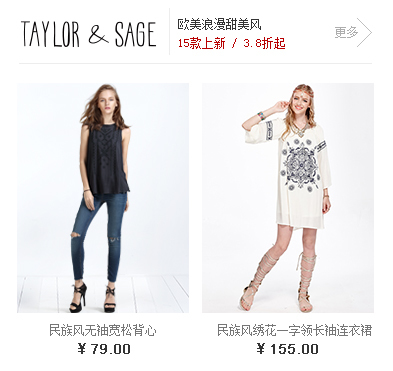 TAYLOR & SAGE
欧美浪漫甜美风
15款上新 / 3.8折起
更多
民族风无袖宽松背心
¥ 79.00
民族风绣花一字领长袖连衣裙
¥ 155.00